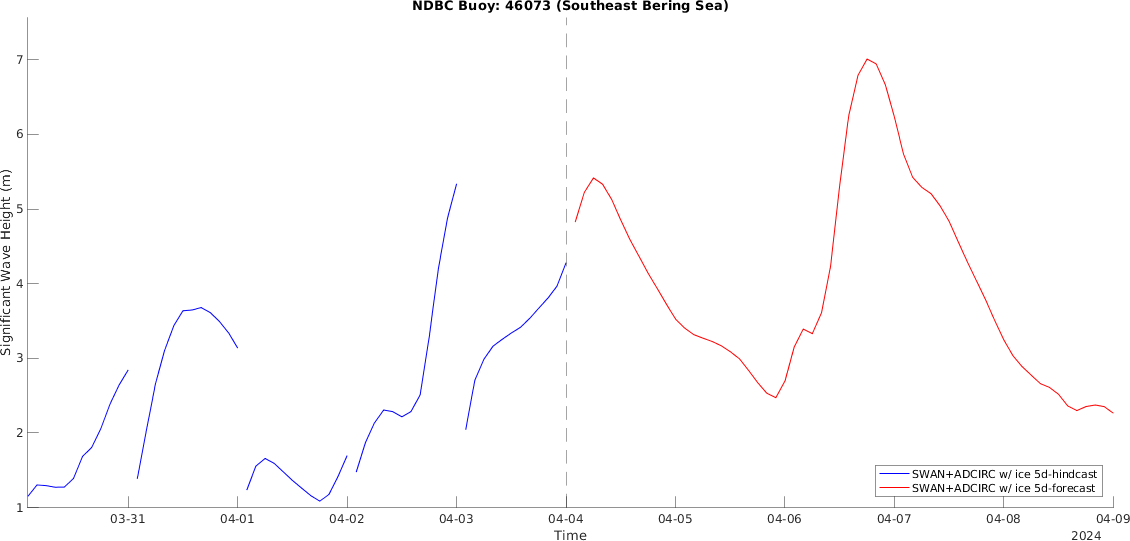 NDBC Buoy: 46073 (Southeast Bering Sea)
7
6
5
4
3
2
1
Significant Wave Height (m)
SWAN+ADCIRC w/ ice 5d-hindcast
SWAN+ADCIRC w/ ice 5d-forecast
03-31 04-01 04-02 04-03 04-04 04-05 04-06 04-07 04-08 04-09
Time
2024